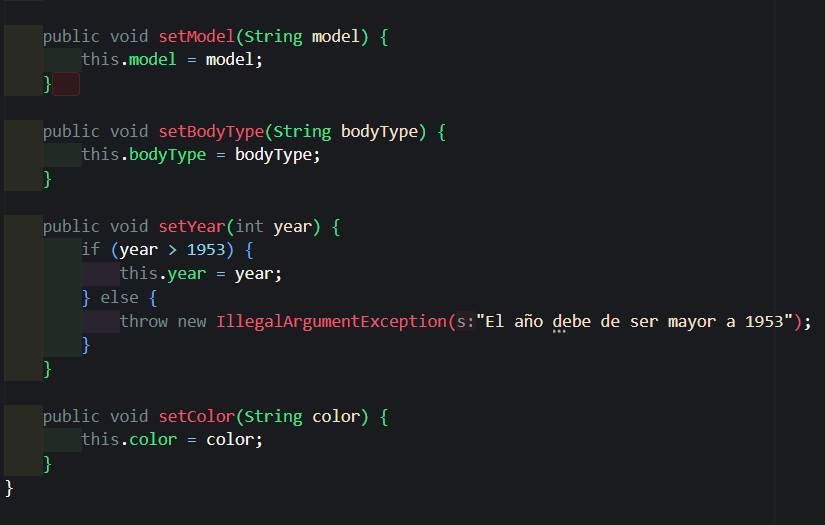 public void setModel(String model) {
this.model = model;
}
public void setBodyType(String bodyType) {
this.bodyType = bodyType;
}
public void setYear(int year) {
if (year > 1953) {
this.year = year;
} else {
throw new IllegalArgumentException(s:"El año debe de ser mayor a 1953");
}
}
public void setColor(String color) {
this.color = color;
}
}